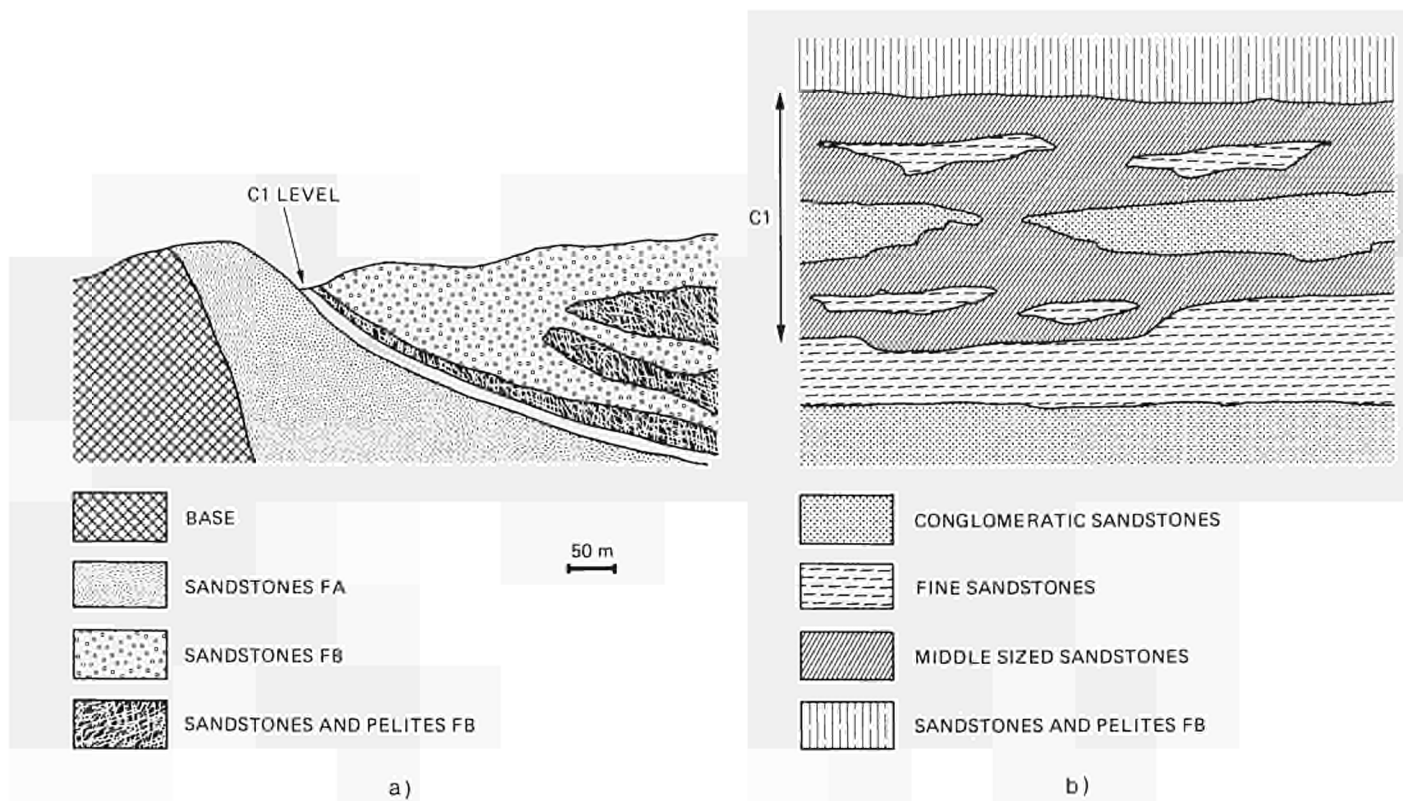 C1 LEVEL
BASE
SANDSTONES FA
SANDSTONES FB
SANDSTONES AND PELITES FB
50 m
a)
C1
CONGLOMERATIC SANDSTONES
FINE SANDSTONES
MIDDLE SIZED SANDSTONES
SANDSTONES AND PELITES FB
b)